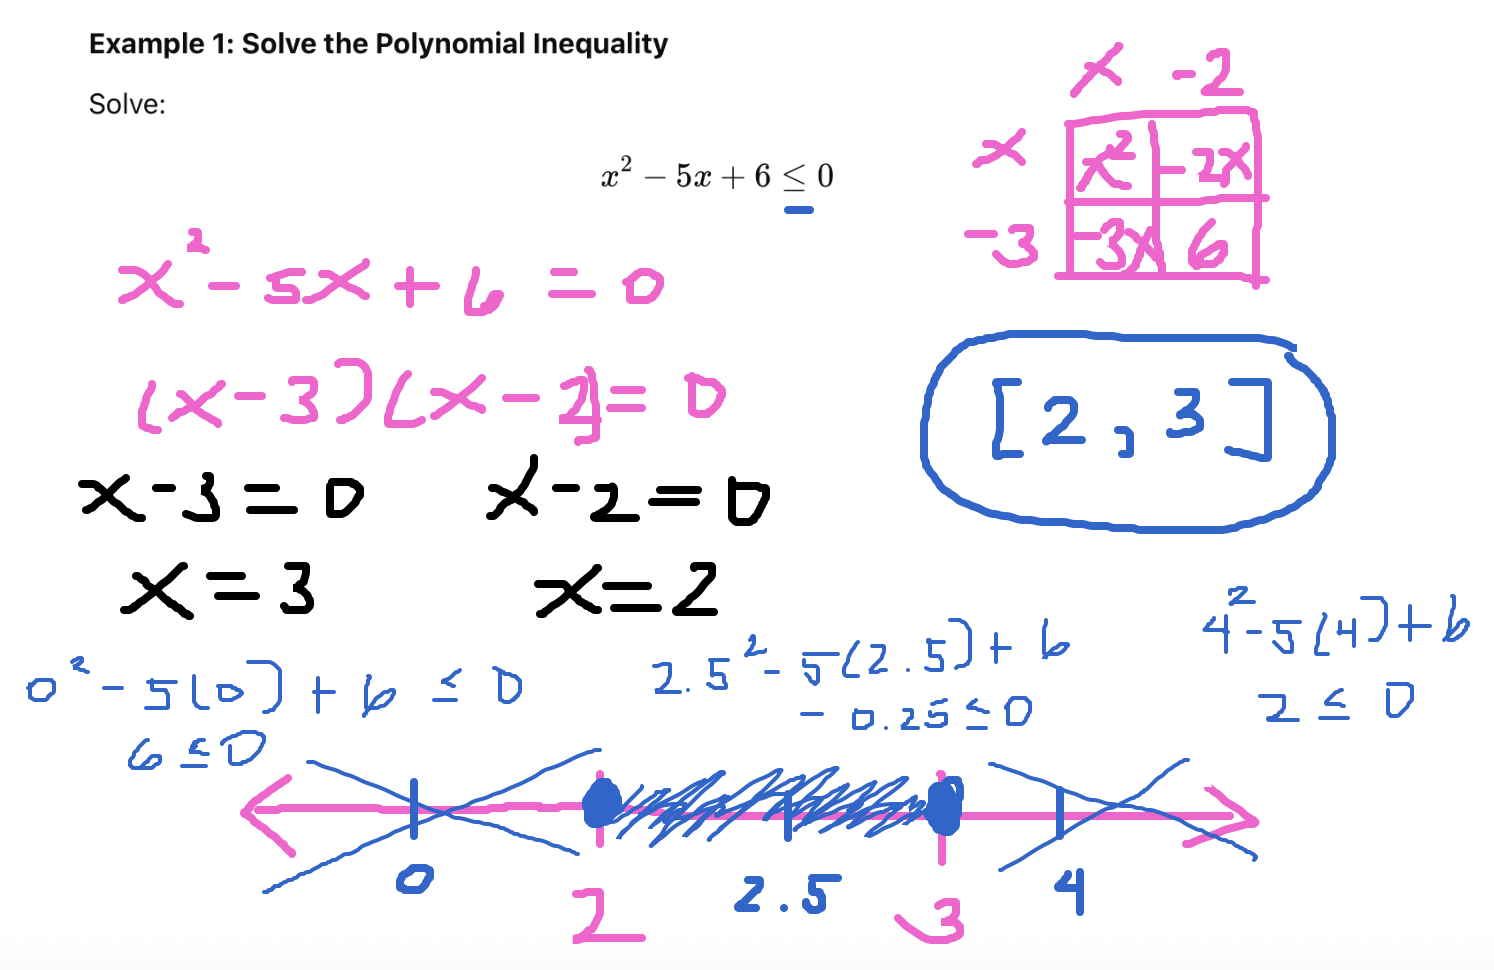 Example 1: Solve the Polynomial Inequality
Solve:
x² − 5x + 6 ≤ 0
x -2
x x² -2x
-3 -3x 6
x² - 5x + 6 = 0
(x - 3)(x - 2) = 0
[2, 3]
x - 3 = 0 x - 2 = 0
x = 3 x = 2
0² - 5(0) + 6 ≤ 0
6 ≤ 0
2.5² - 5(2.5) + 6
- 0.25 ≤ 0
4² - 5(4) + 6
2 ≤ 0
0 2 2.5 3 4